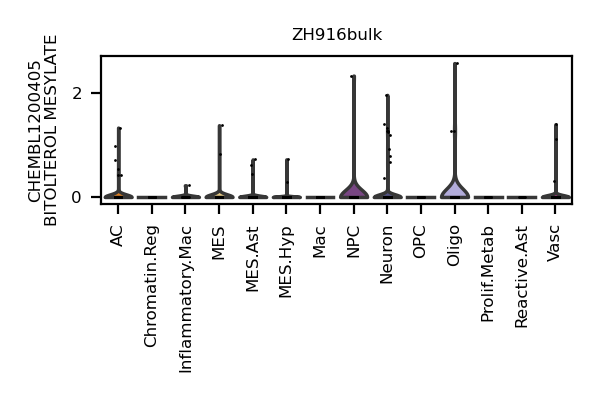 ZH916bulk
CHEMBL1200405
BITOLTEROL MESYLATE
2
0
AC
Chromatin.Reg
Inflammatory.Mac
MES
MES.Ast
MES.Hyp
Mac
NPC
Neuron
OPC
Oligo
Prolif.Metab
Reactive.Ast
Vasc